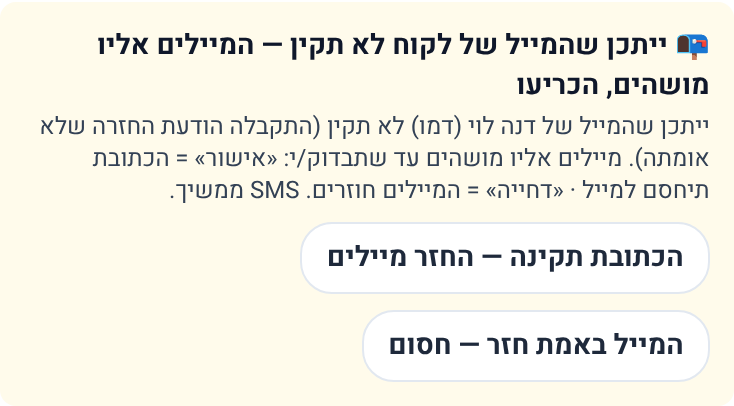 📬 ייתכן שהמייל של לקוח לא תקין — המיילים אליו
מושהים, הכריעו
ייתכן שהמייל של דנה לוי (דמו) לא תקין (התקבלה הודעת החזרה שלא
אומתה). מיילים אליו מושהים עד שתבדוק/י: «אישור» = הכתובת
תיחסם למייל · «דחייה» = המיילים חוזרים. SMS ממשיך.
הכתובת תקינה — החזר מיילים
המייל באמת חזר — חסום